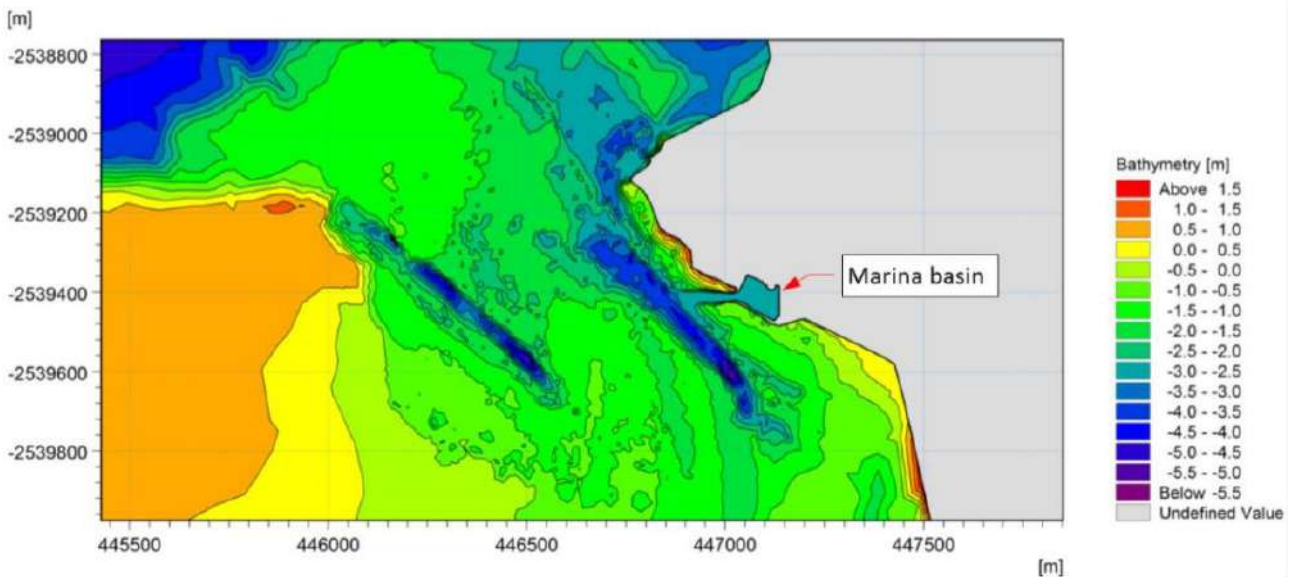 [m]
-2538800
-2539000
-2539200
-2539400
-2539600
-2539800
445500 446000 446500 447000 447500
[m]
Marina basin
Bathymetry [m]
Above 1.5
1.0 - 1.5
0.5 - 1.0
0.0 - 0.5
-0.5 - 0.0
-1.0 - -0.5
-1.5 - -1.0
-2.0 - -1.5
-2.5 - -2.0
-3.0 - -2.5
-3.5 - -3.0
-4.0 - -3.5
-4.5 - -4.0
-5.0 - -4.5
-5.5 - -5.0
Below -5.5
Undefined Value